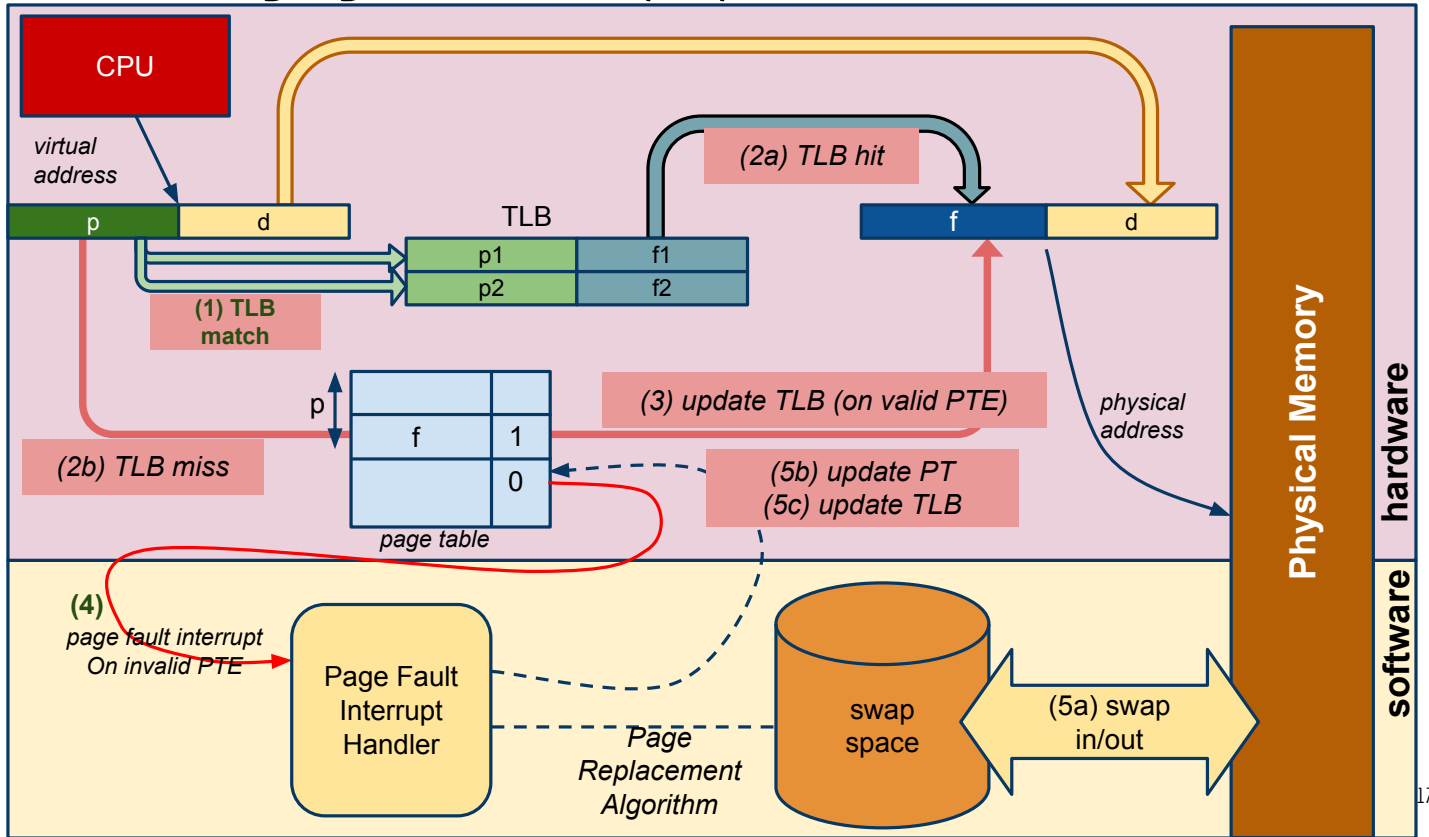 CPU
virtual
address
p
d
TLB
p1
f1
p2
f2
(1) TLB
match
(2a) TLB hit
f
d
(2b) TLB miss
p
f
1
0
page table
(3) update TLB (on valid PTE)
(5b) update PT
(5c) update TLB
physical
address
Physical Memory
hardware
software
(4)
page fault interrupt
On invalid PTE
Page Fault
Interrupt
Handler
Page
Replacement
Algorithm
swap
space
(5a) swap
in/out
17